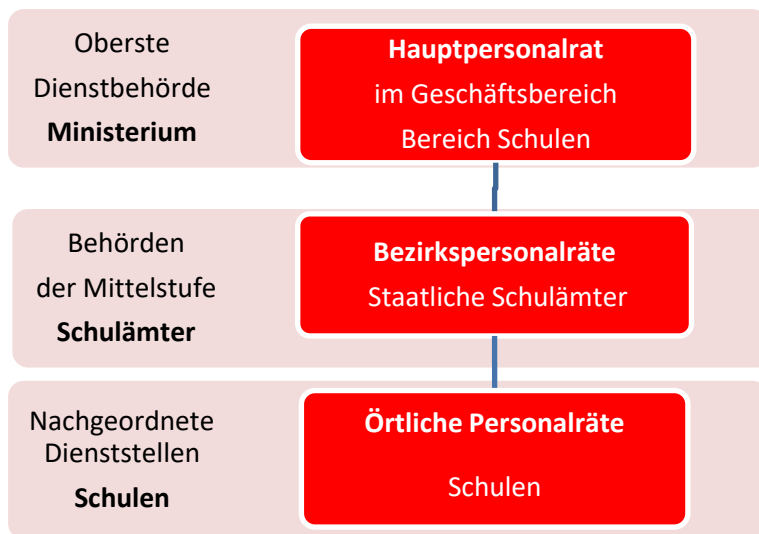 Oberste
Dienstbehörde
Ministerium
Hauptpersonalrat
im Geschäftsbereich
Bereich Schulen
Behörden
der Mittelstufe
Schulämter
Bezirkspersonalräte
Staatliche Schulämter
Nachgeordnete
Dienststellen
Schulen
Örtliche Personalräte
Schulen